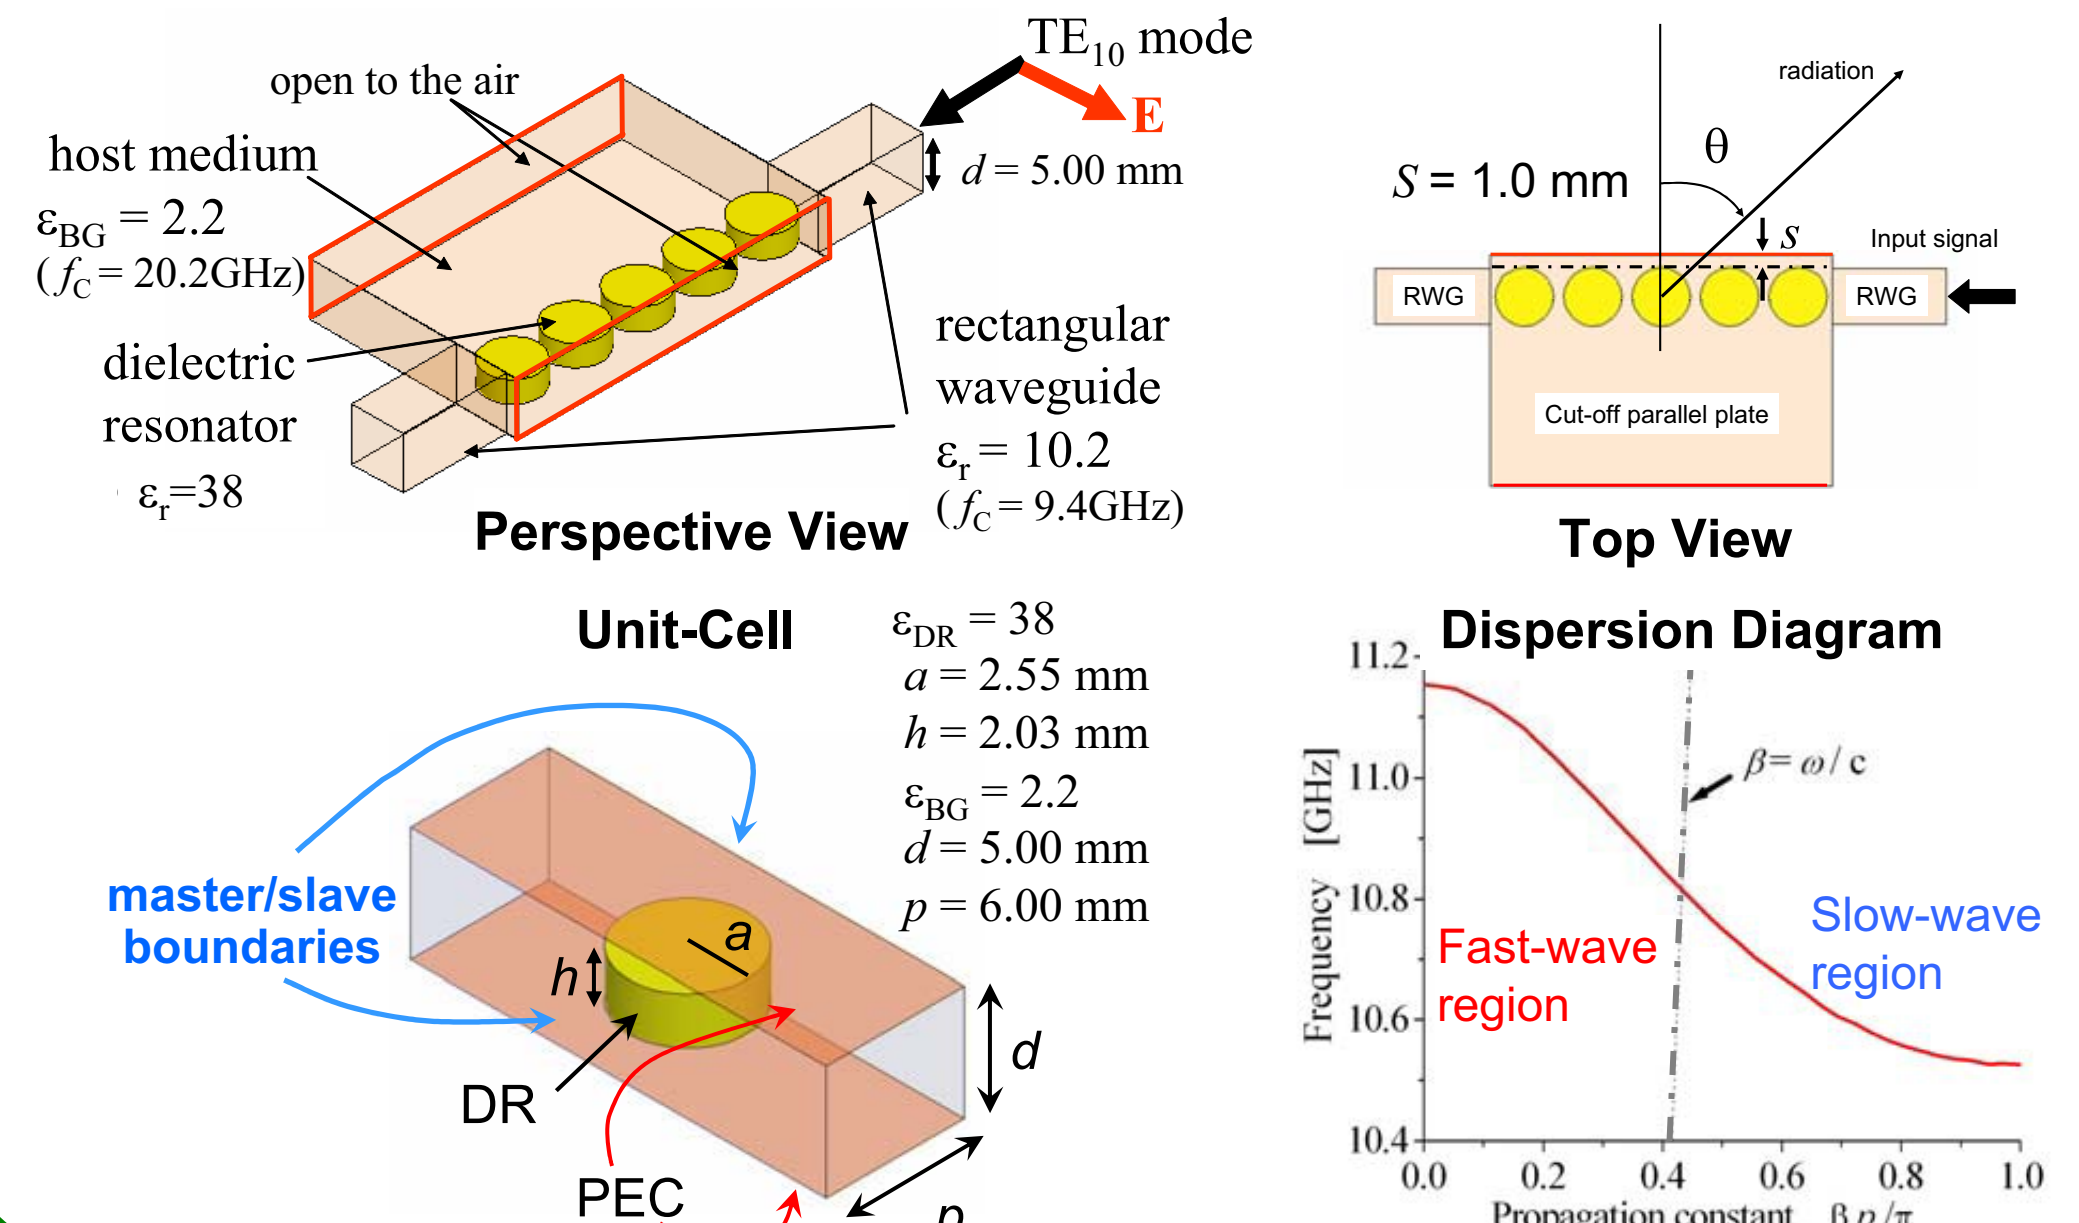 TE10 mode
E
open to the air
host medium
εBG = 2.2
( fC = 20.2GHz)
d = 5.00 mm
dielectric
resonator
εr=38
rectangular
waveguide
εr = 10.2
( fC = 9.4GHz)
Perspective View
radiation
θ
S = 1.0 mm
s
Input signal
RWG
RWG
Cut-off parallel plate
Top View
Unit-Cell
εDR = 38
a = 2.55 mm
h = 2.03 mm
εBG = 2.2
d = 5.00 mm
p = 6.00 mm
master/slave
boundaries
a
h
d
DR
PEC
p
Dispersion Diagram
11.2
11.0
10.8
10.6
10.4
Frequency [GHz]
β= ω/ c
Fast-wave
region
Slow-wave
region
0.0 0.2 0.4 0.6 0.8 1.0
Propagation constant β p/π